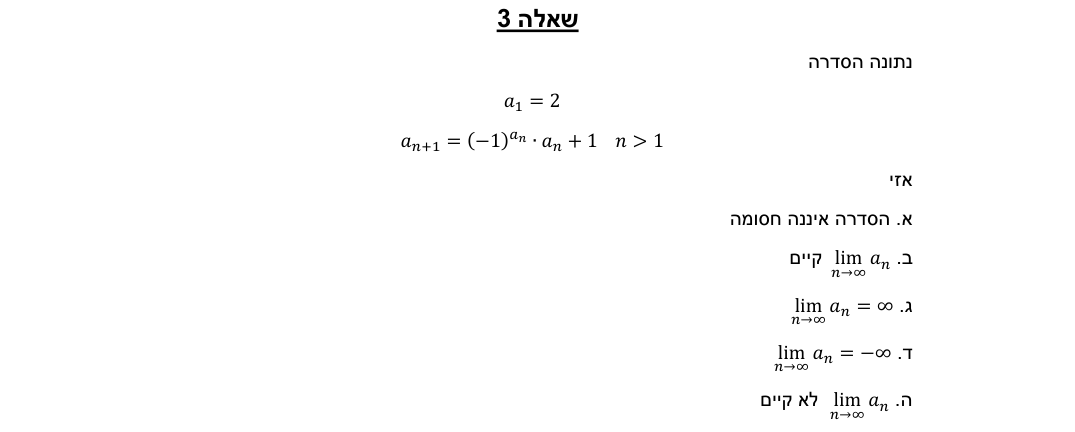 שאלה 3
נתונה הסדרה
a₁ = 2
aₙ₊₁ = (−1)^{aₙ} · aₙ + 1   n > 1
אזי
א. הסדרה איננה חסומה
ב. lim_{n→∞} aₙ קיים
ג. lim_{n→∞} aₙ = ∞
ד. lim_{n→∞} aₙ = −∞
ה. lim_{n→∞} aₙ לא קיים